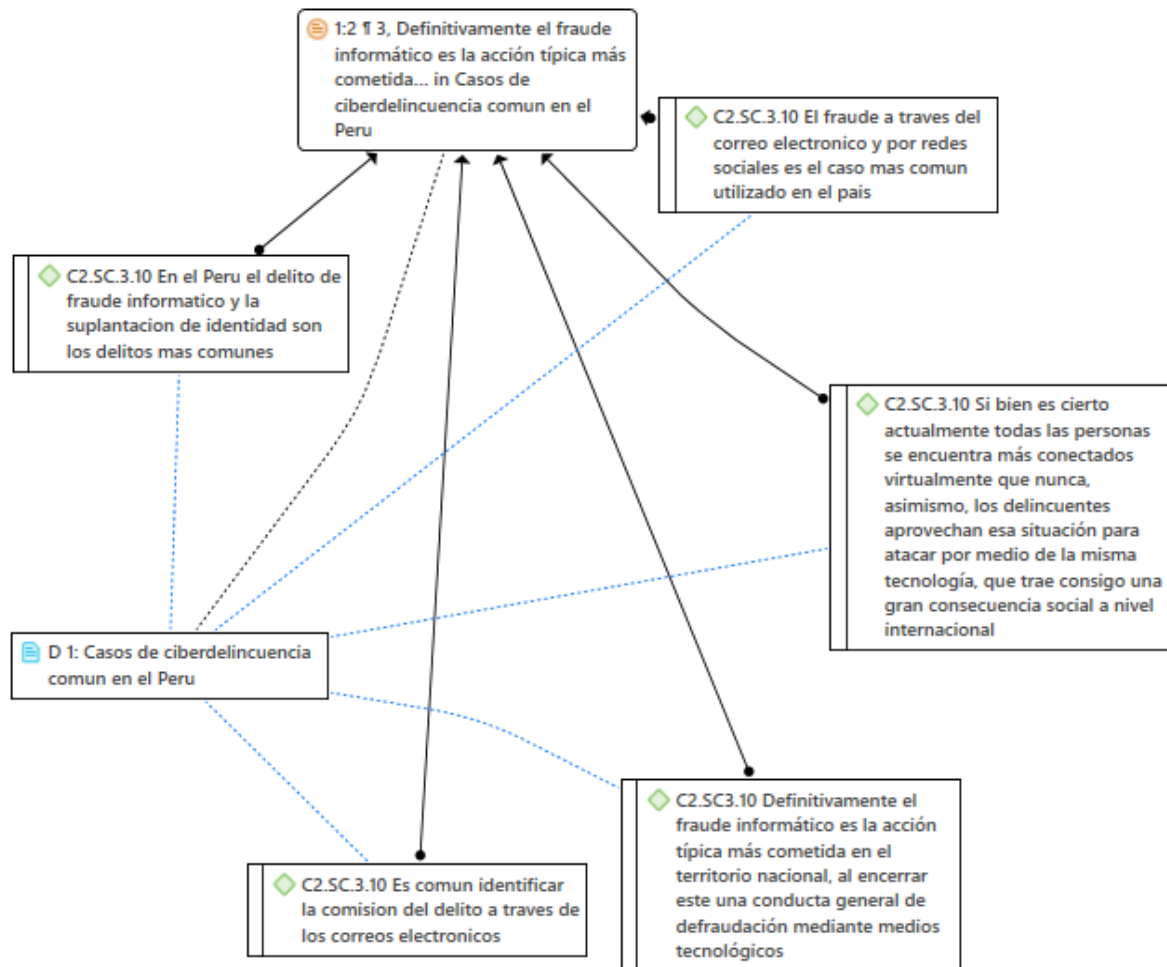 1:2 ¶ 3, Definitivamente el fraude
informático es la acción típica más
cometida... in Casos de
ciberdelincuencia comun en el
Peru
C2.SC.3.10 El fraude a traves del
correo electronico y por redes
sociales es el caso mas comun
utilizado en el pais
C2.SC.3.10 En el Peru el delito de
fraude informatico y la
suplantacion de identidad son
los delitos mas comunes
C2.SC.3.10 Si bien es cierto
actualmente todas las personas
se encuentra más conectados
virtualmente que nunca,
asimismo, los delincuentes
aprovechan esa situación para
atacar por medio de la misma
tecnología, que trae consigo una
gran consecuencia social a nivel
internacional
D 1: Casos de ciberdelincuencia
comun en el Peru
C2.SC3.10 Definitivamente el
fraude informático es la acción
típica más cometida en el
territorio nacional, al encerrar
este una conducta general de
defraudación mediante medios
tecnológicos
C2.SC.3.10 Es comun identificar
la comision del delito a traves de
los correos electronicos